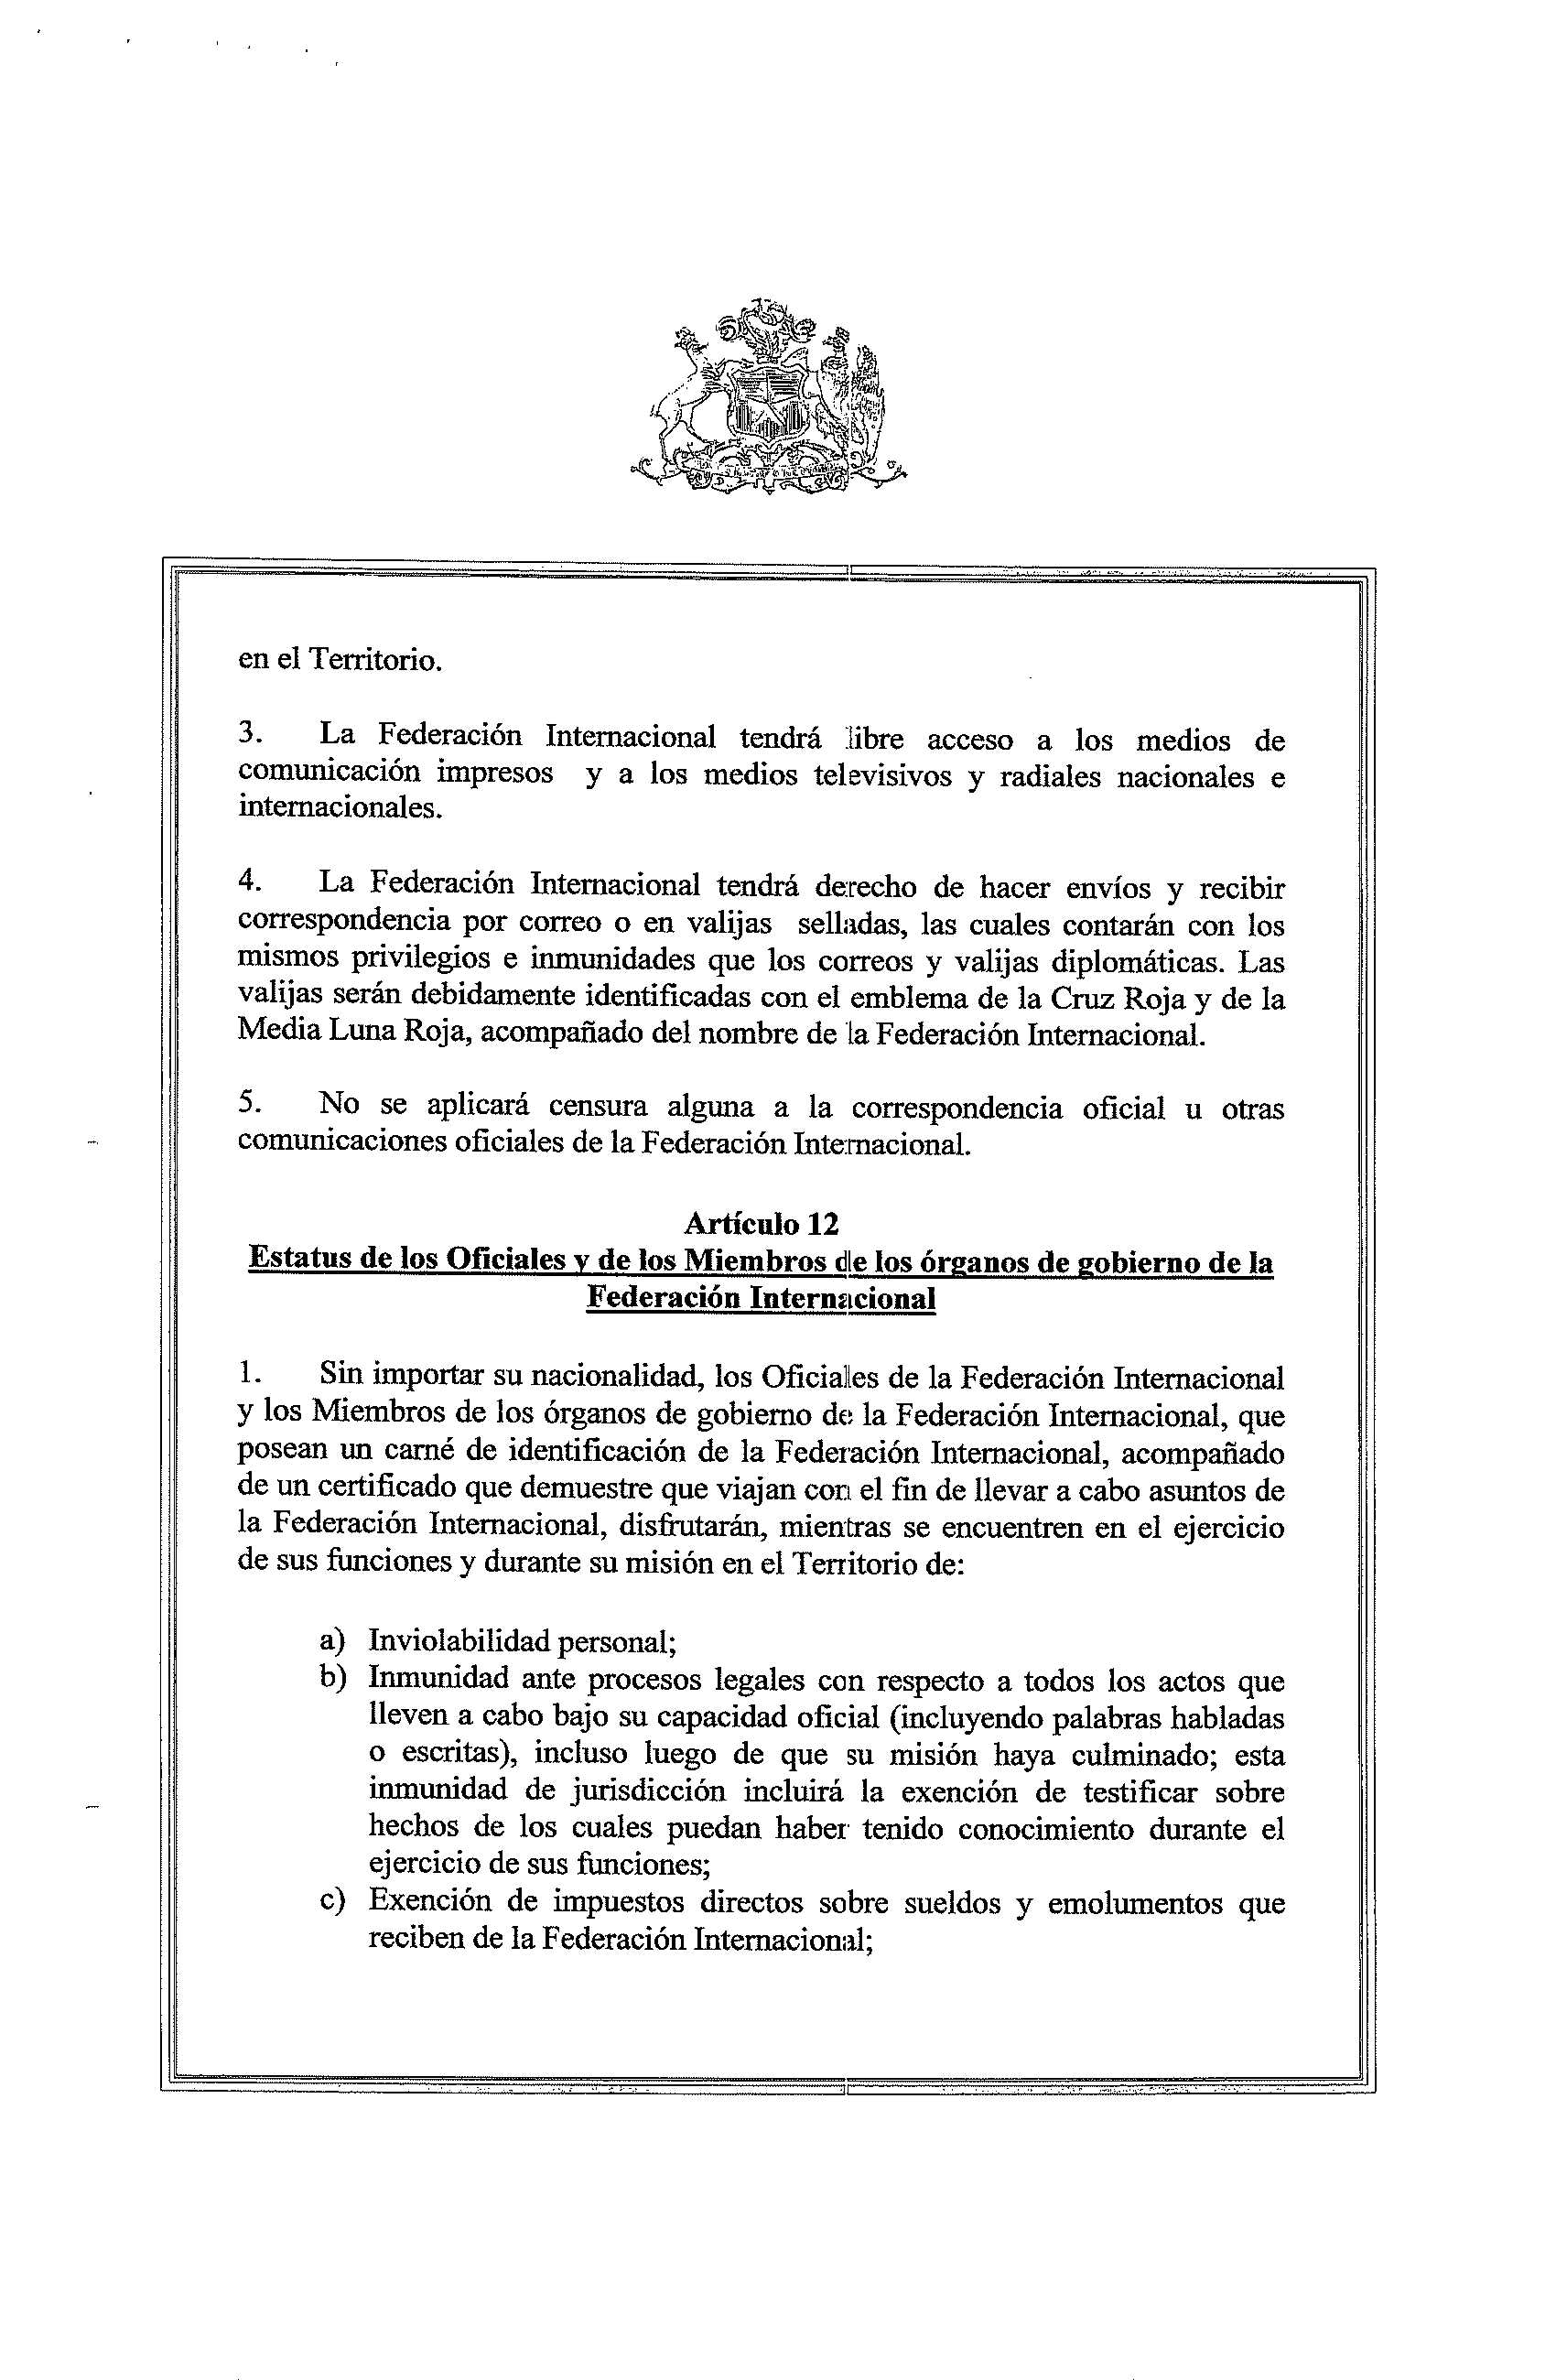 en el Territorio.
3. La Federación Internacional tendrá libre acceso a los medios de
comunicación impresos y a los medios televisivos y radiales nacionales e
internacionales.
4. La Federación Internacional tendrá derecho de hacer envíos y recibir
correspondencia por correo o en valijas selladas, las cuales contarán con los
mismos privilegios e inmunidades que los correos y valijas diplomáticas. Las
valijas serán debidamente identificadas con el emblema de la Cruz Roja y de la
Media Luna Roja, acompañado del nombre de la Federación Internacional.
5. No se aplicará censura alguna a la correspondencia oficial u otras
comunicaciones oficiales de la Federación Internacional.
Artículo 12
Estatus de los Oficiales y de los Miembros de los órganos de gobierno de la
Federación Internacional
1. Sin importar su nacionalidad, los Oficiales de la Federación Internacional
y los Miembros de los órganos de gobierno de la Federación Internacional, que
posean un carné de identificación de la Federación Internacional, acompañado
de un certificado que demuestre que viajan con el fin de llevar a cabo asuntos de
la Federación Internacional, disfrutarán, mientras se encuentren en el ejercicio
de sus funciones y durante su misión en el Territorio de:
a) Inviolabilidad personal;
b) Inmunidad ante procesos legales con respecto a todos los actos que
lleven a cabo bajo su capacidad oficial (incluyendo palabras habladas
o escritas), incluso luego de que su misión haya culminado; esta
inmunidad de jurisdicción incluirá la exención de testificar sobre
hechos de los cuales puedan haber tenido conocimiento durante el
ejercicio de sus funciones;
c) Exención de impuestos directos sobre sueldos y emolumentos que
reciben de la Federación Internacional;